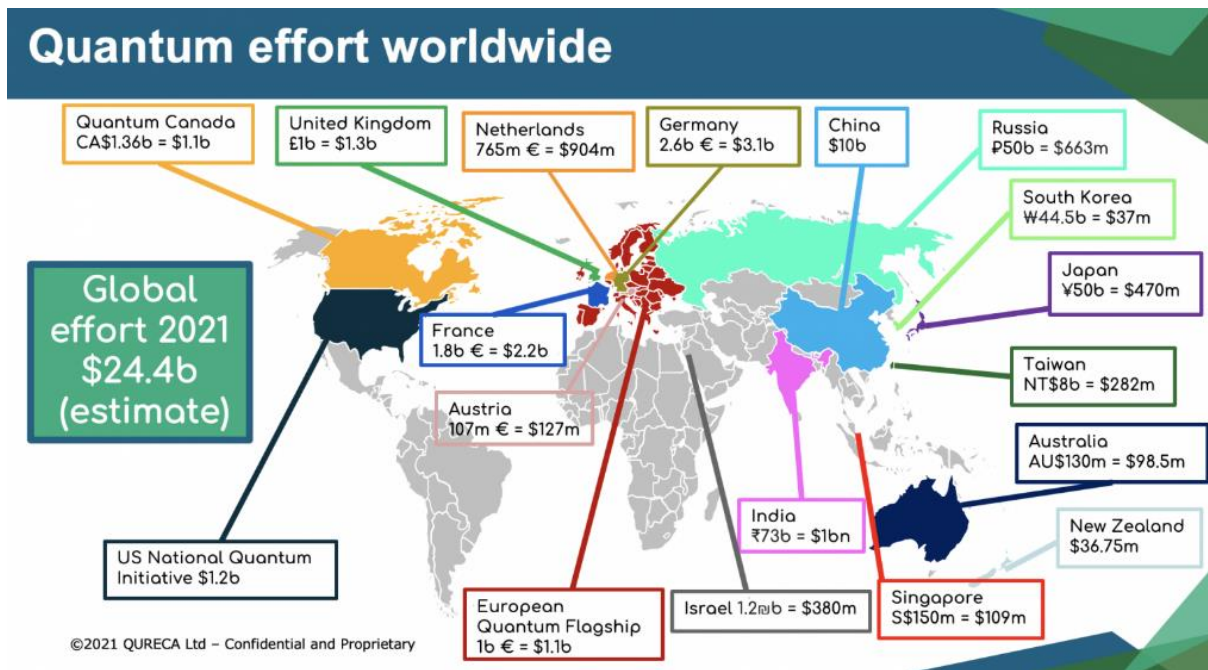 Quantum effort worldwide
Quantum Canada
CA$1.36b = $1.1b
United Kingdom
£1b = $1.3b
Netherlands
765m € = $904m
Germany
2.6b € = $3.1b
China
$10b
Russia
₽50b = $663m
South Korea
₩44.5b = $37m
Japan
¥50b = $470m
Global
effort 2021
$24.4b
(estimate)
France
1.8b € = $2.2b
Taiwan
NT$8b = $282m
Austria
107m € = $127m
Australia
AU$130m = $98.5m
India
₹73b = $1bn
New Zealand
$36.75m
US National Quantum
Initiative $1.2b
European
Quantum Flagship
1b € = $1.1b
Israel 1.2₪b = $380m
Singapore
S$150m = $109m
©2021 QURECA Ltd – Confidential and Proprietary